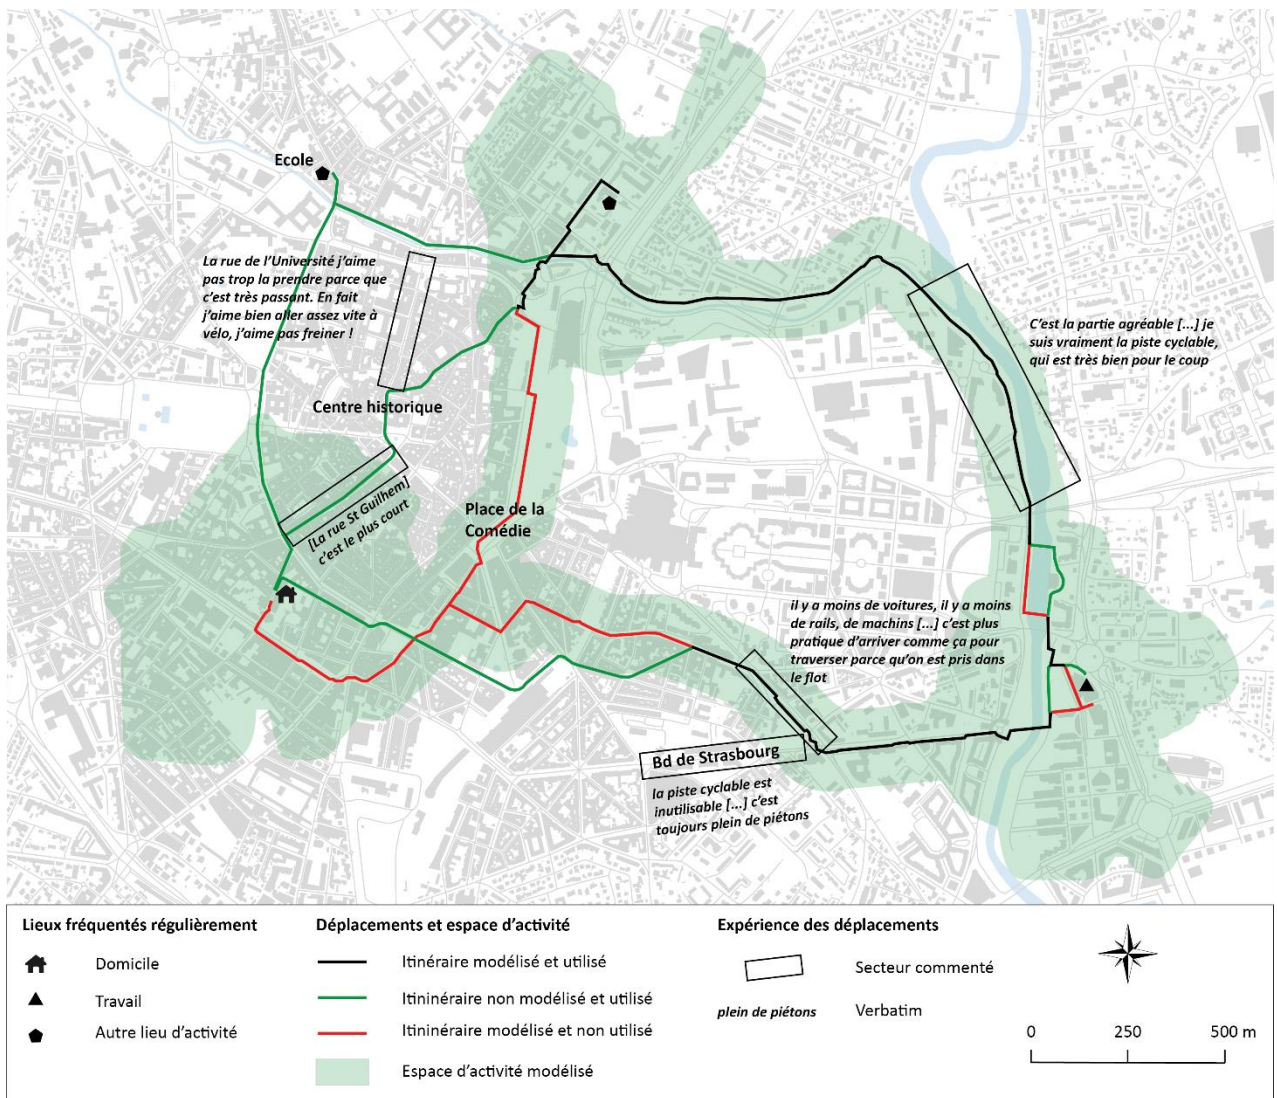 Ecole
La rue de l'Université j'aime
pas trop la prendre parce que
c'est très passant. En fait
j'aime bien aller assez vite à
vélo, j'aime pas freiner !
C'est la partie agréable [...] je
suis vraiment la piste cyclable,
qui est très bien pour le coup
Centre historique
[La rue St Guilhem]
c'est le plus court
Place de la
Comédie
il y a moins de voitures, il y a moins
de rails, de machins [...] c'est plus
pratique d'arriver comme ça pour
traverser parce qu'on est pris dans
le flot
Bd de Strasbourg
la piste cyclable est
inutilisable [...] c'est
toujours plein de piétons
Lieux fréquentés régulièrement
Domicile
Travail
Autre lieu d'activité
Déplacements et espace d'activité
Itinéraire modélisé et utilisé
Itininéraire non modélisé et utilisé
Itininéraire modélisé et non utilisé
Espace d'activité modélisé
Expérience des déplacements
Secteur commenté
plein de piétons Verbatim
0 250 500 m